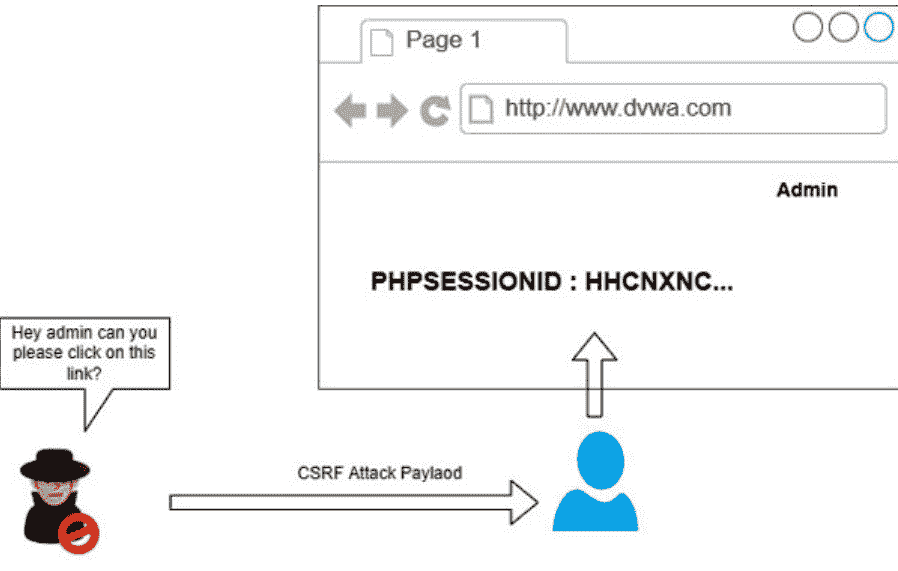 Page 1
http://www.dvwa.com
Admin
PHPSESSIONID : HHCNXNC...
Hey admin can you
please click on this
link?
CSRF Attack Paylaod